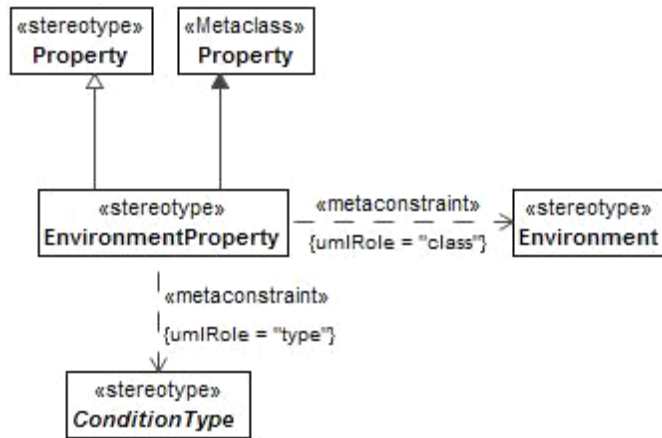 «stereotype»
Property
«Metaclass»
Property
«stereotype»
EnvironmentProperty
«metaconstraint»
{umlRole = "class"}
«stereotype»
Environment
«metaconstraint»
{umlRole = "type"}
«stereotype»
ConditionType